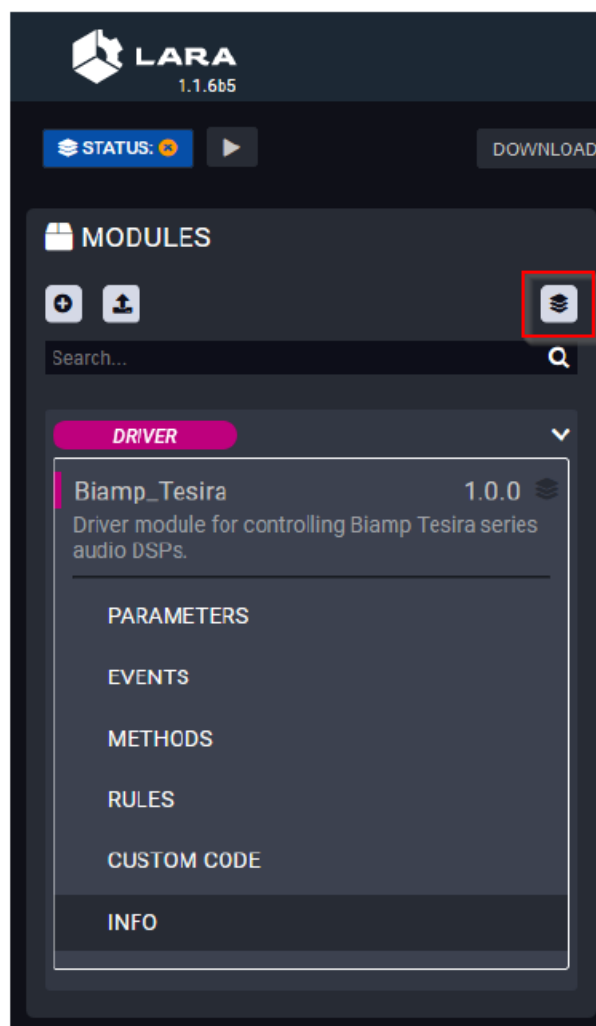 LARA
1.1.6b5
STATUS:
DOWNLOAD
MODULES
Search...
DRIVER
Biamp_Tesira 1.0.0
Driver module for controlling Biamp Tesira series
audio DSPs.
PARAMETERS
EVENTS
METHODS
RULES
CUSTOM CODE
INFO